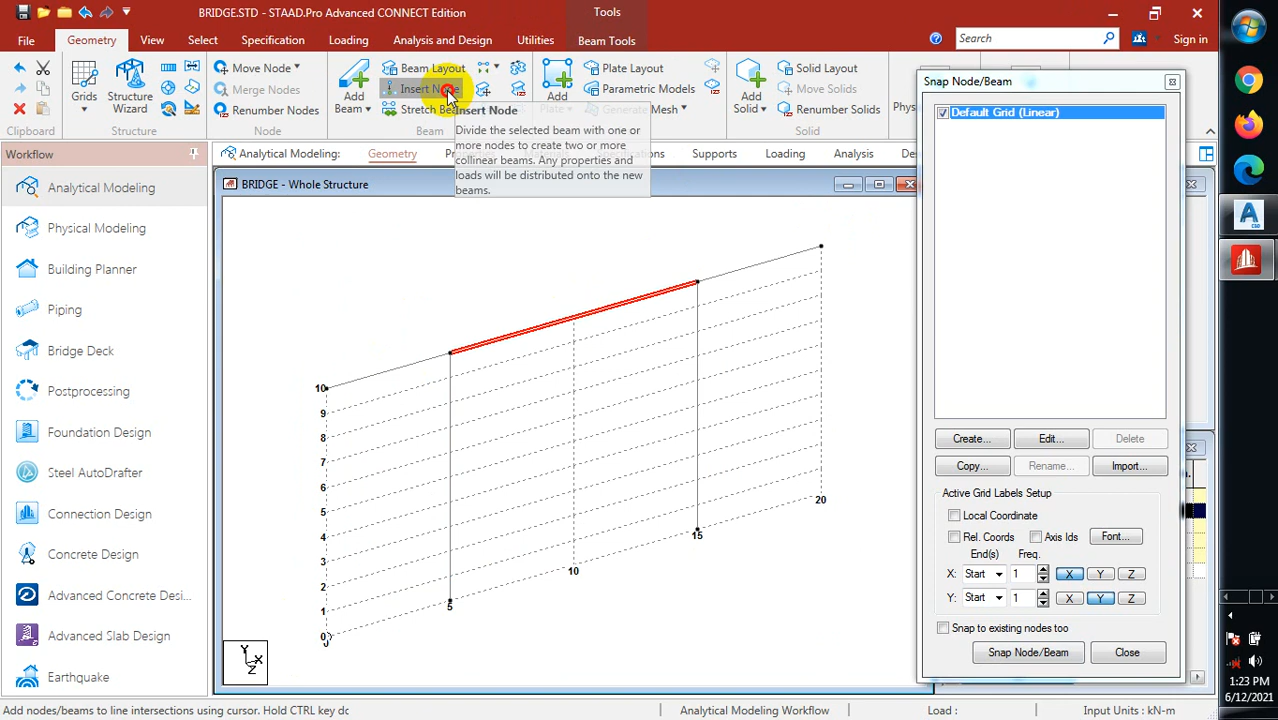 BRIDGE.STD - STAAD.Pro Advanced CONNECT Edition
Tools
File
Geometry
View
Select
Specification
Loading
Analysis and Design
Utilities
Beam Tools
Search
Sign in
Grids
Structure Wizard
Move Node
Merge Nodes
Renumber Nodes
Add Beam
Beam Layout
Insert Node
Add
Plate Layout
Parametric Models
Mesh
Add Solid
Solid Layout
Move Solids
Renumber Solids
Clipboard
Structure
Node
Beam
Solid
Insert Node
Divide the selected beam with one or
more nodes to create two or more
collinear beams. Any properties and
loads will be distributed onto the new
beams.
Workflow
Analytical Modeling:
Geometry
Supports
Loading
Analysis
Analytical Modeling
Physical Modeling
Building Planner
Piping
Bridge Deck
Postprocessing
Foundation Design
Steel AutoDrafter
Connection Design
Concrete Design
Advanced Concrete Desi...
Advanced Slab Design
Earthquake
BRIDGE - Whole Structure
10
9
8
7
6
5
4
3
2
1
0
5
10
15
20
Y
X
Z
Snap Node/Beam
Default Grid (Linear)
Create...
Edit...
Delete
Copy...
Rename...
Import...
Active Grid Labels Setup
Local Coordinate
Rel. Coords
Axis Ids
Font...
End(s)
Freq.
X: Start 1 X Y Z
Y: Start 1 X Y Z
Snap to existing nodes too
Snap Node/Beam
Close
Add nodes/beams to line intersections using cursor. Hold CTRL key dc
Analytical Modeling Workflow
Load :
Input Units : kN-m
1:23 PM
6/12/2021